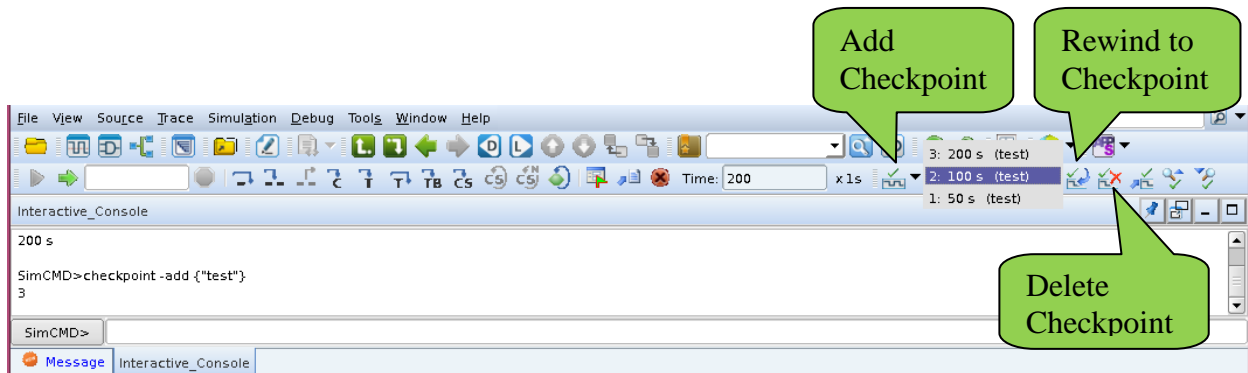 Add
Checkpoint
Rewind to
Checkpoint
File View Source Trace Simulation Debug Tools Window Help
Time: 200 x 1s
3: 200 s (test)
2: 100 s (test)
1: 50 s (test)
Interactive_Console
200 s
SimCMD>checkpoint -add {"test"}
3
Delete
Checkpoint
SimCMD>
Message Interactive_Console